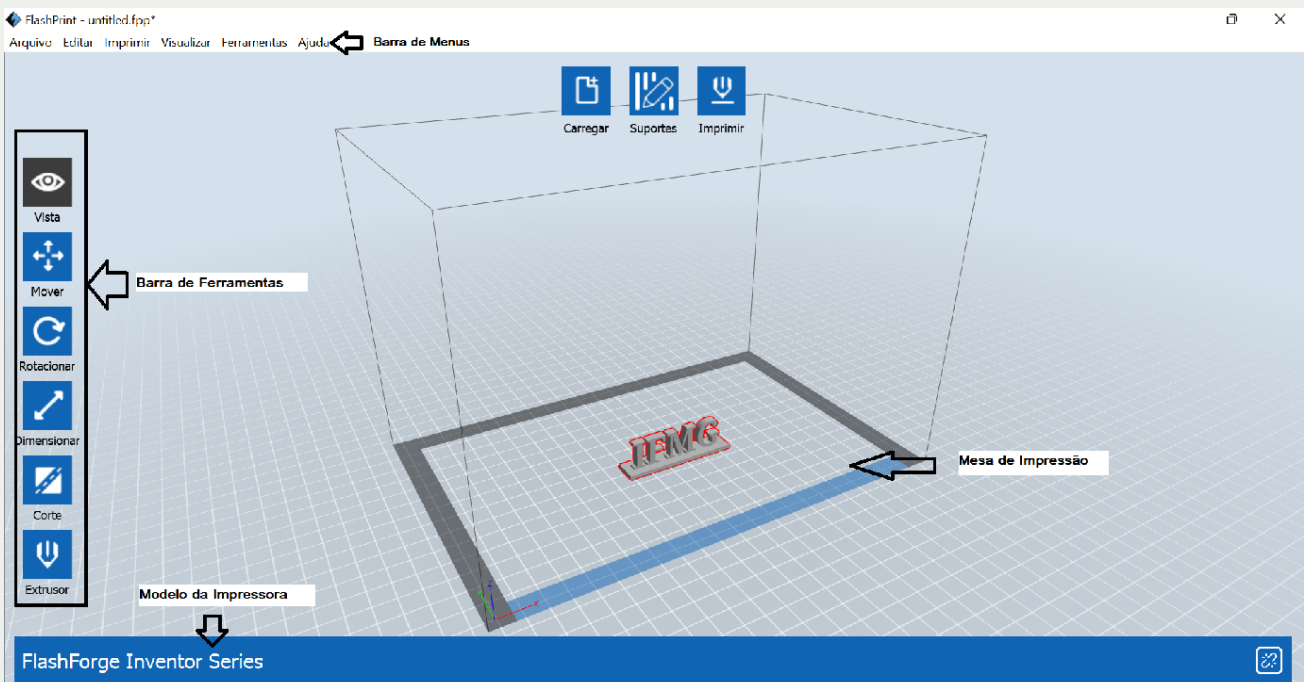 FlashPrint - untitled.fpp*
Arquivo Editar Imprimir Visualizar Ferramentas Ajuda Barra de Menus
Carregar Suportes Imprimir
Vista
Mover
Barra de Ferramentas
Rotacionar
Dimensionar
IFMG
Mesa de Impressão
Corte
Extrusor
Modelo da Impressora
x
FlashForge Inventor Series